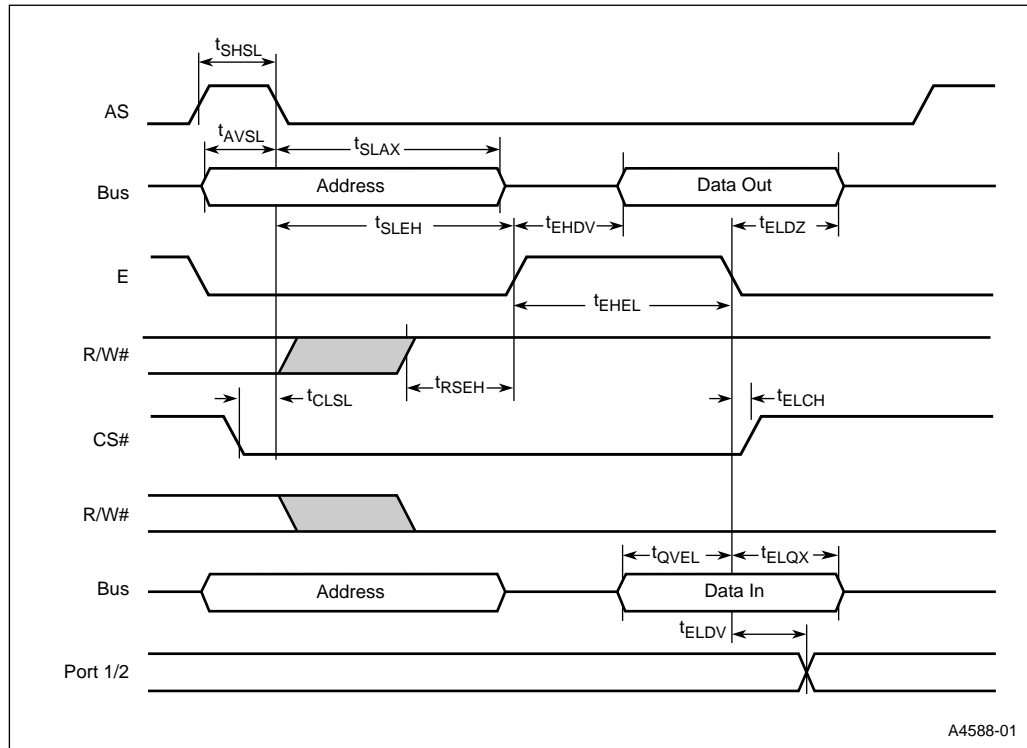 tSHSL
AS
tAVSL
tSLAX
Bus
Address
Data Out
tSLEH
tEHDV
tELDZ
E
tEHEL
R/W#
tCLSL
tRSEH
tELCH
CS#
R/W#
tQVEL
tELQX
Bus
Address
Data In
tELDV
Port 1/2
A4588-01